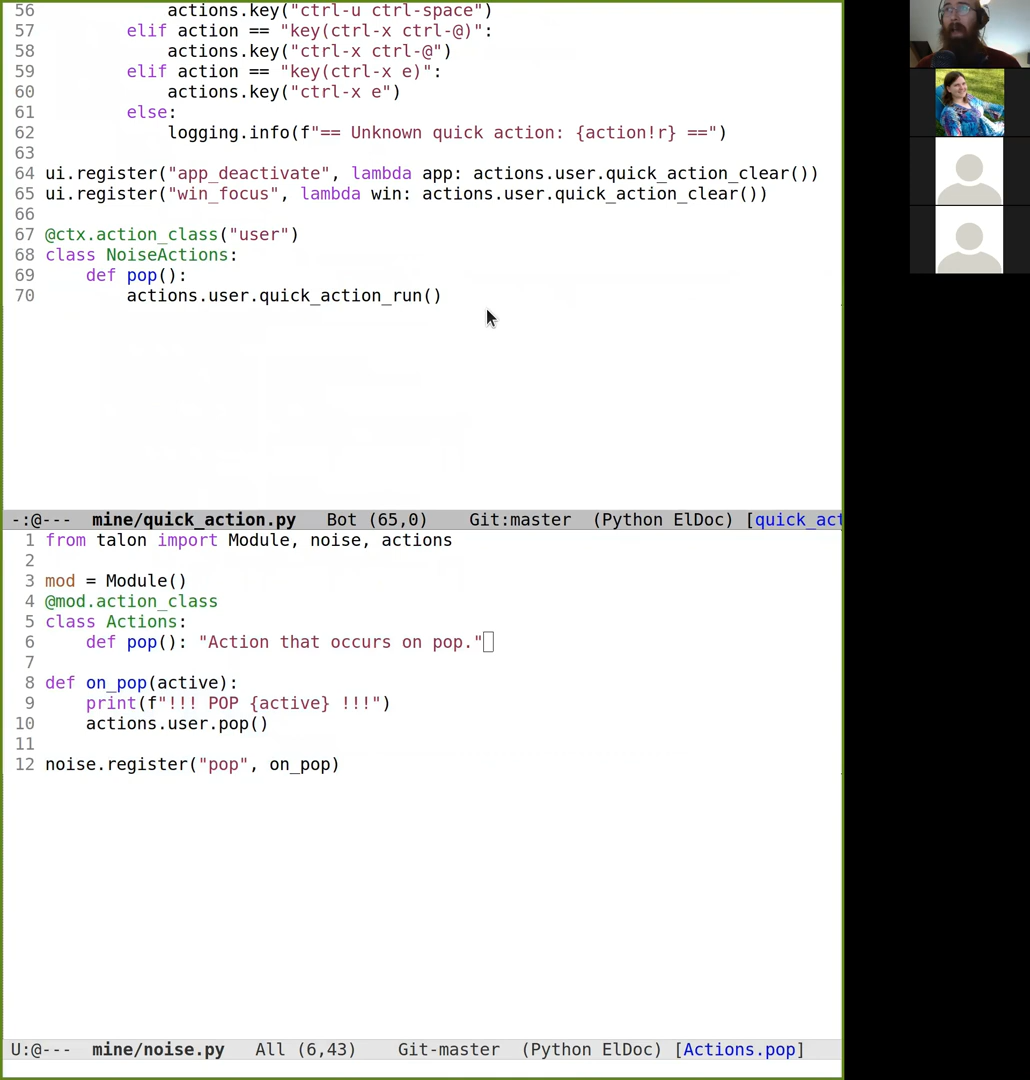 56 actions.key("ctrl-u ctrl-space")
57 elif action == "key(ctrl-x ctrl-@)":
58 actions.key("ctrl-x ctrl-@")
59 elif action == "key(ctrl-x e)":
60 actions.key("ctrl-x e")
61 else:
62 logging.info(f"== Unknown quick action: {action!r} ==")
63
64 ui.register("app_deactivate", lambda app: actions.user.quick_action_clear())
65 ui.register("win_focus", lambda win: actions.user.quick_action_clear())
66
67 @ctx.action_class("user")
68 class NoiseActions:
69 def pop():
70 actions.user.quick_action_run()
-:@--- mine/quick_action.py Bot (65,0) Git:master (Python ElDoc) [quick_act
1 from talon import Module, noise, actions
2
3 mod = Module()
4 @mod.action_class
5 class Actions:
6 def pop(): "Action that occurs on pop."
7
8 def on_pop(active):
9 print(f"!!! POP {active} !!!")
10 actions.user.pop()
11
12 noise.register("pop", on_pop)
U:@--- mine/noise.py All (6,43) Git-master (Python ElDoc) [Actions.pop]